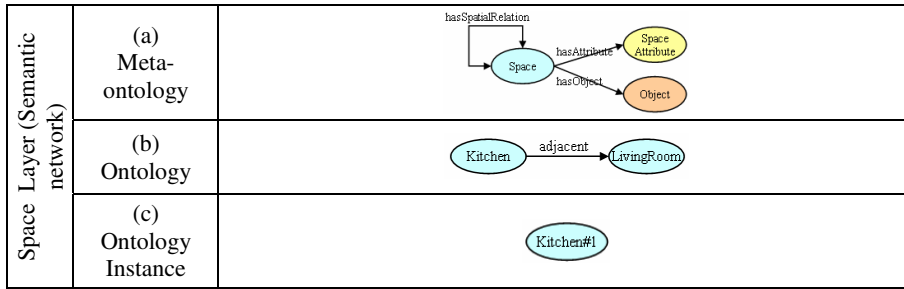 Space Layer (Semantic
network)
(a)
Meta-
ontology
hasSpatialRelation
Space
hasAttribute
Space
Attribute
hasObject
Object
(b)
Ontology
Kitchen
adjacent
LivingRoom
(c)
Ontology
Instance
Kitchen#1